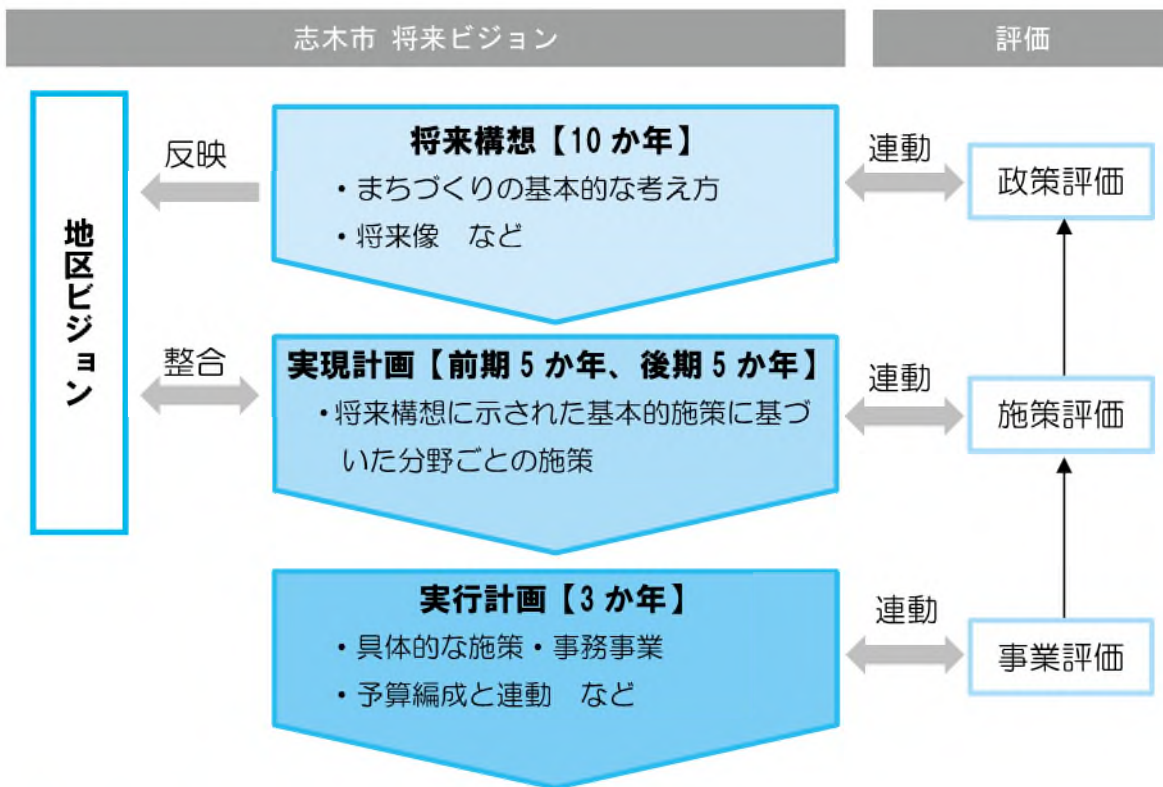 志木市 将来ビジョン
評価
地区ビジョン
反映
将来構想【10 か年】
・まちづくりの基本的な考え方
・将来像　など
連動
政策評価
整合
実現計画【前期 5 か年、後期 5 か年】
・将来構想に示された基本的施策に基づ
いた分野ごとの施策
連動
施策評価
実行計画【3 か年】
・具体的な施策・事務事業
・予算編成と連動　など
連動
事業評価